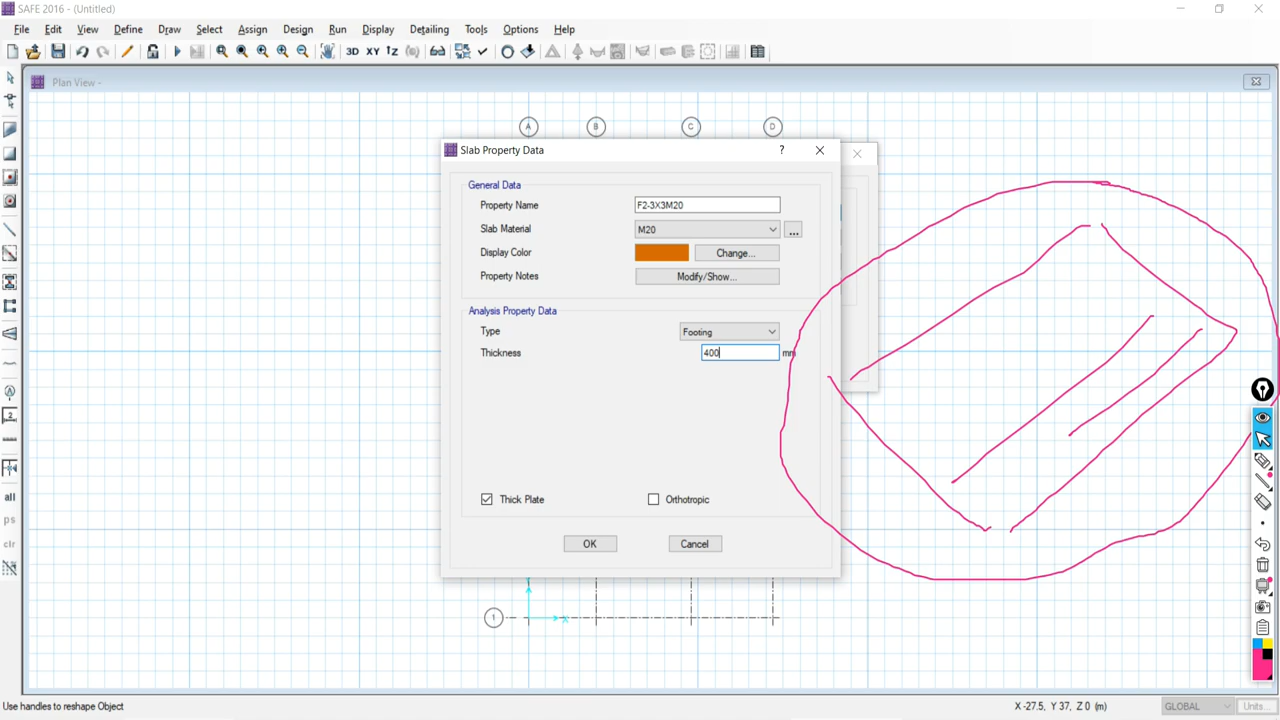 SAFE 2016 - (Untitled)
File Edit View Define Draw Select Assign Design Run Display Detailing Tools Options Help
3D XY
Plan View -
A B C D
Slab Property Data ?
General Data
Property Name F2-3X3M20
Slab Material M20 ...
Display Color Change...
Property Notes Modify/Show...
Analysis Property Data
Type Footing
Thickness 400 mm
2
all
Thick Plate Orthotropic
ps
clr
OK Cancel
1 X
Use handles to reshape Object X -27.5, Y 37, Z 0 (m) GLOBAL Units...